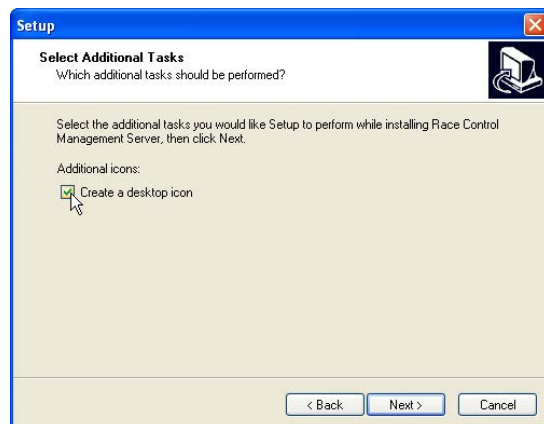 Setup
Select Additional Tasks
Which additional tasks should be performed?
Select the additional tasks you would like Setup to perform while installing Race Control
Management Server, then click Next.
Additional icons:
Create a desktop icon
< Back
Next >
Cancel